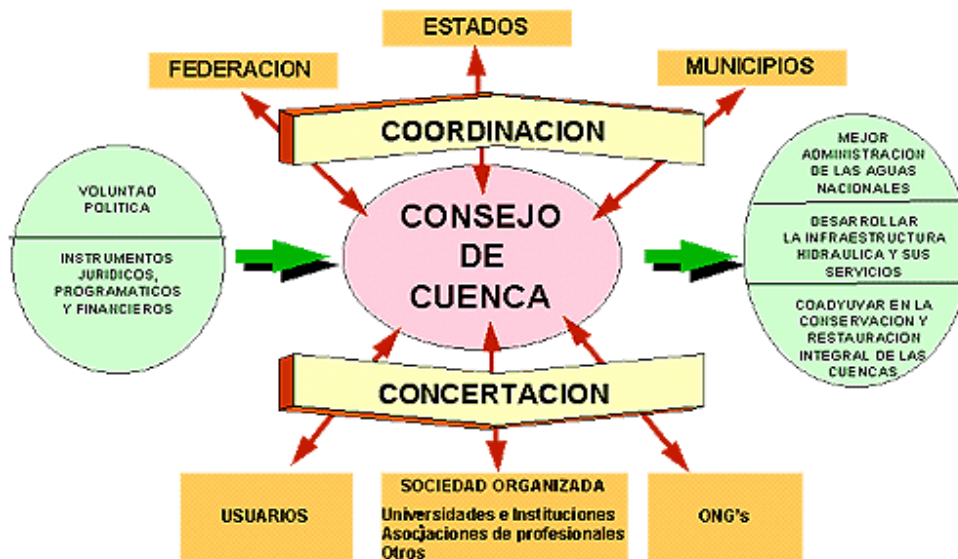 ESTADOS
FEDERACION
MUNICIPIOS
COORDINACION
VOLUNTAD
POLITICA
INSTRUMENTOS
JURIDICOS,
PROGRAMATICOS
Y FINANCIEROS
CONSEJO
DE
CUENCA
MEJOR
ADMINISTRACION
DE LAS AGUAS
NACIONALES
DESARROLLAR
LA INFRAESTRUCTURA
HIDRAULICA Y SUS
SERVICIOS
COADYUVAR EN LA
CONSERVACION Y
RESTAURACION
INTEGRAL DE LAS
CUENCAS
CONCERTACION
USUARIOS
SOCIEDAD ORGANIZADA
Universidades e Instituciones
Asociaciones de profesionales
Otros
ONG's